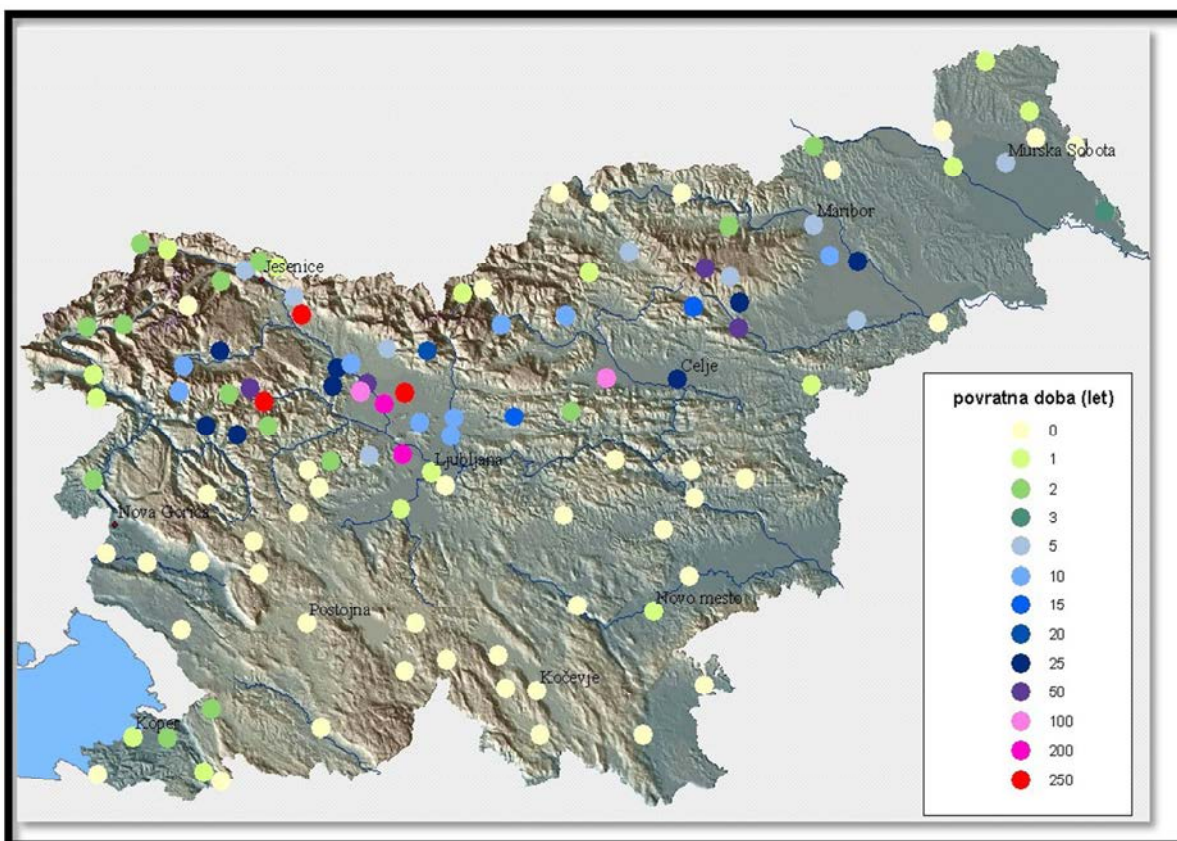 Murska Sobota
Maribor
Jesenice
Celje
Ljubljana
Nova Gorica
Novo mesto
Postojna
Kočevje
Koper
povratna doba (let)
0
1
2
3
5
10
15
20
25
50
100
200
250